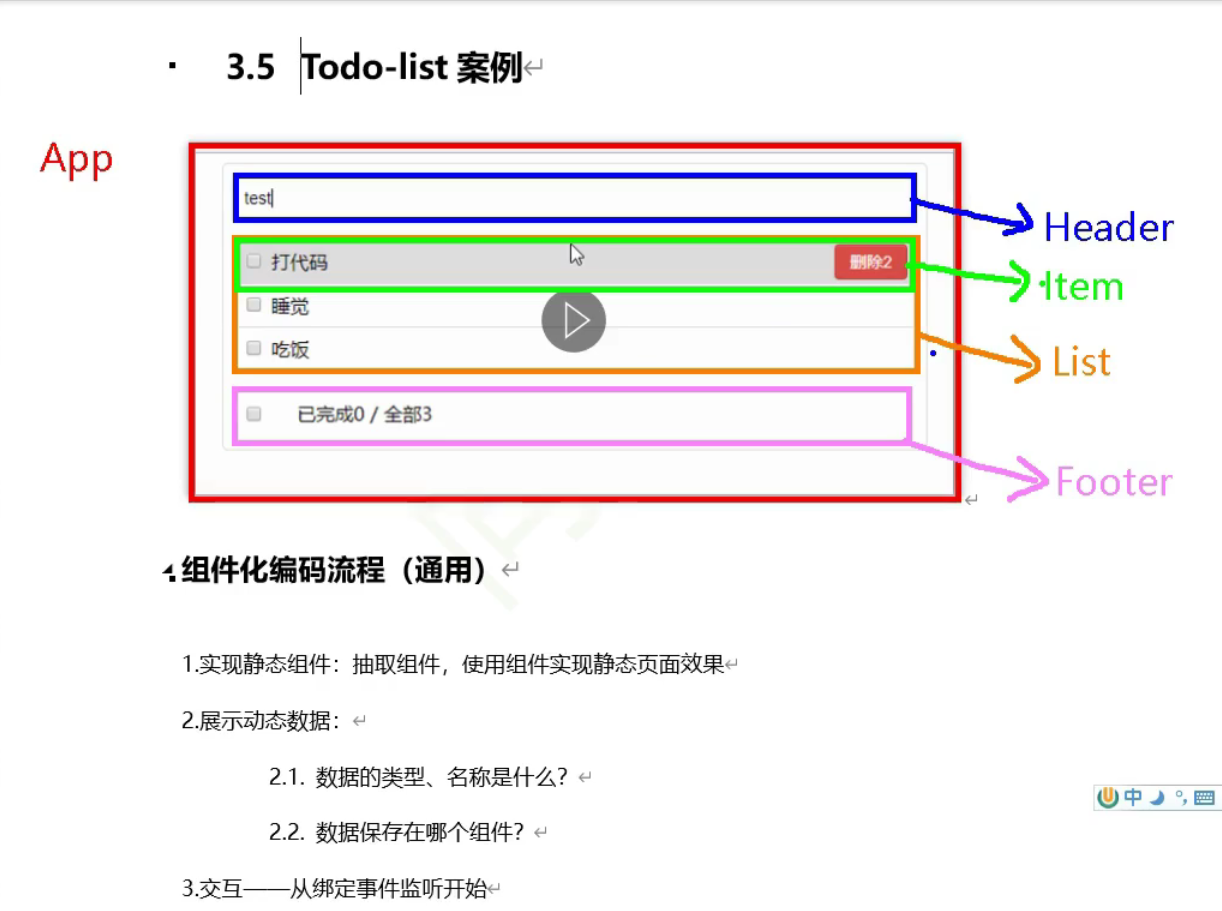 3.5 Todo-list 案例
App
test
Header
打代码 删除2
Item
睡觉
吃饭
List
已完成0 / 全部3
Footer
组件化编码流程（通用）
1.实现静态组件：抽取组件，使用组件实现静态页面效果
2.展示动态数据：
2.1. 数据的类型、名称是什么？
2.2. 数据保存在哪个组件？
中
3.交互——从绑定事件监听开始